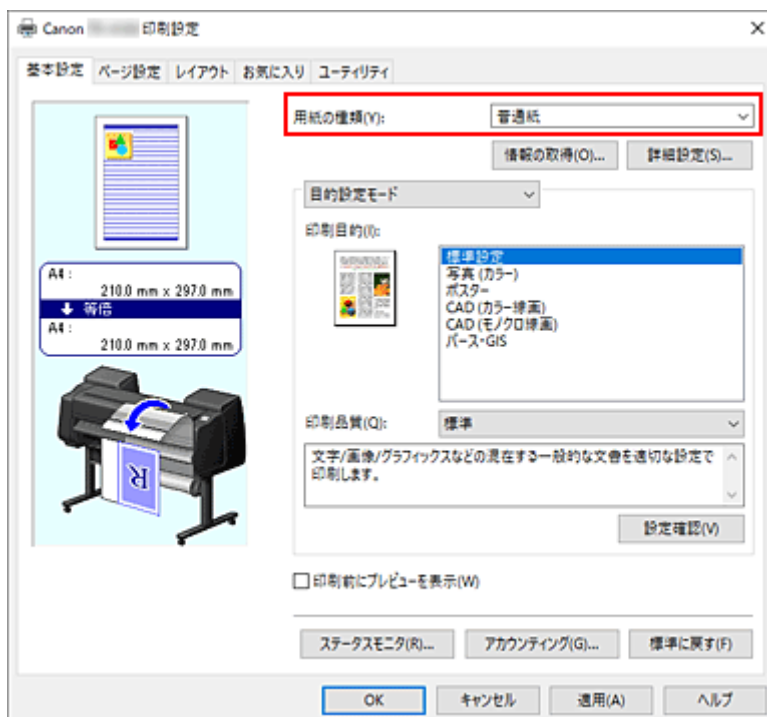 Canon 印刷設定
基本設定 ページ設定 レイアウト お気に入り ユーティリティ
用紙の種類(Y): 普通紙
情報の取得(O)... 詳細設定(S)...
目的設定モード
印刷目的(I):
標準設定
写真 (カラー)
ポスター
CAD (カラー線画)
CAD (モノクロ線画)
パース・GIS
A4 :
210.0 mm x 297.0 mm
等倍
A4 :
210.0 mm x 297.0 mm
R
印刷品質(Q): 標準
文字/画像/グラフィックスなどの混在する一般的な文書を適切な設定で
印刷します。
設定確認(V)
印刷前にプレビューを表示(W)
ステータスモニタ(R)... アカウンティング(G)... 標準に戻す(F)
OK キャンセル 適用(A) ヘルプ